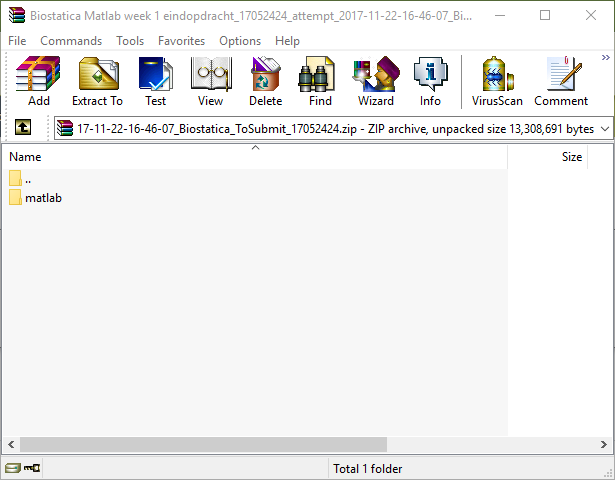 Biostatica Matlab week 1 eindopdracht_17052424_attempt_2017-11-22-16-46-07_Bi...
File Commands Tools Favorites Options Help
Add Extract To Test View Delete Find Wizard Info VirusScan Comment
17-11-22-16-46-07_Biostatica_ToSubmit_17052424.zip - ZIP archive, unpacked size 13,308,691 bytes
Name Size
..
matlab
Total 1 folder